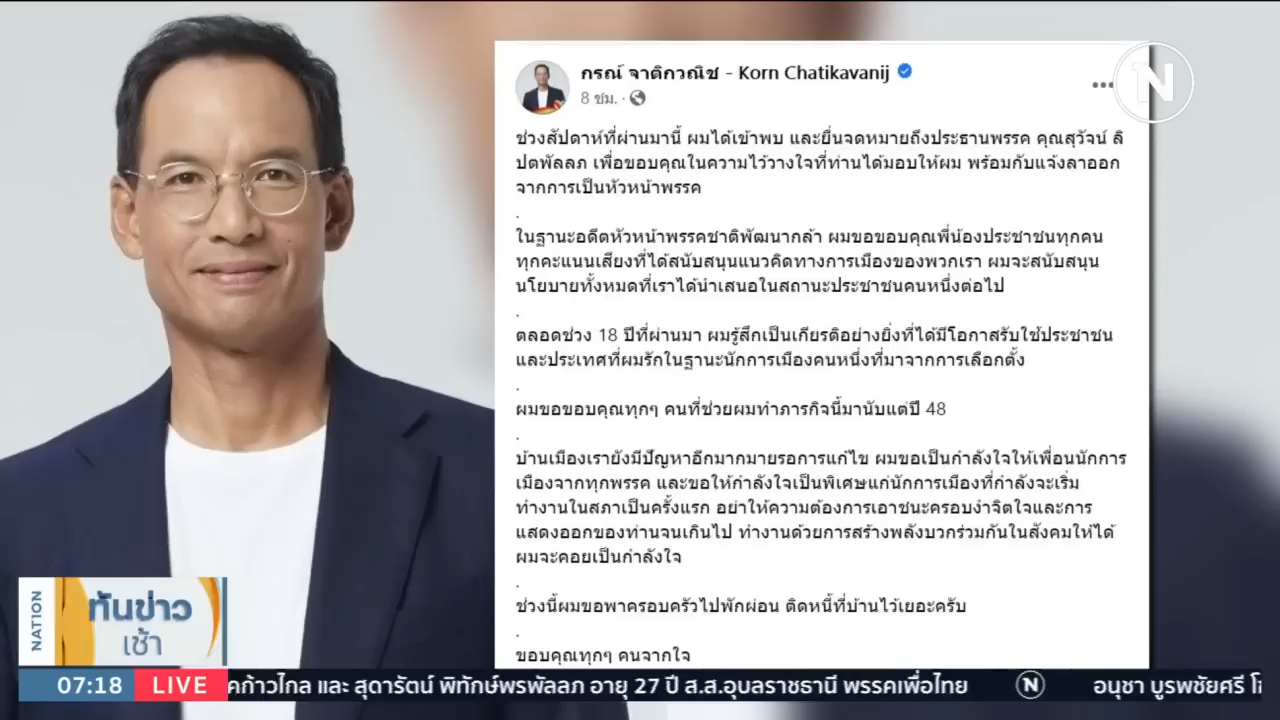 กรณ์ จาติกวณิช - Korn Chatikavanij
8 ชม. ·
N
ช่วงสัปดาห์ที่ผ่านมานี้ ผมได้เข้าพบ และยื่นจดหมายถึงประธานพรรค คุณสุวัจน์ ลิ
ปตพัลลภ เพื่อขอบคุณในความไว้วางใจที่ท่านได้มอบให้ผม พร้อมกับแจ้งลาออก
จากการเป็นหัวหน้าพรรค
.
ในฐานะอดีตหัวหน้าพรรคชาติพัฒนากล้า ผมขอขอบคุณพี่น้องประชาชนทุกคน
ทุกคะแนนเสียงที่ได้สนับสนุนแนวคิดทางการเมืองของพวกเรา ผมจะสนับสนุน
นโยบายทั้งหมดที่เราได้นำเสนอในสถานะประชาชนคนหนึ่งต่อไป
.
ตลอดช่วง 18 ปีที่ผ่านมา ผมรู้สึกเป็นเกียรติอย่างยิ่งที่ได้มีโอกาสรับใช้ประชาชน
และประเทศที่ผมรักในฐานะนักการเมืองคนหนึ่งที่มาจากการเลือกตั้ง
.
ผมขอขอบคุณทุกๆ คนที่ช่วยผมทำภารกิจนี้มานับแต่ปี 48
.
บ้านเมืองเรายังมีปัญหาอีกมากมายรอการแก้ไข ผมขอเป็นกำลังใจให้เพื่อนนักการ
เมืองจากทุกพรรค และขอให้กำลังใจเป็นพิเศษแก่นักการเมืองที่กำลังจะเริ่ม
ทำงานในสภาเป็นครั้งแรก อย่าให้ความต้องการเอาชนะครอบงำจิตใจและการ
แสดงออกของท่านจนเกินไป ทำงานด้วยการสร้างพลังบวกร่วมกันในสังคมให้ได้
ผมจะคอยเป็นกำลังใจ
.
ช่วงนี้ผมขอพาครอบครัวไปพักผ่อน ติดหนี้ที่บ้านไว้เยอะครับ
.
ขอบคุณทุกๆ คนจากใจ
NATION
ทันข่าว
เช้า
07:18 LIVE คก้าวไกล และ สุดารัตน์ พิทักษ์พรพัลลภ อายุ 27 ปี ส.ส.อุบลราชธานี พรรคเพื่อไทย N อนุชา บูรพชัยศรี